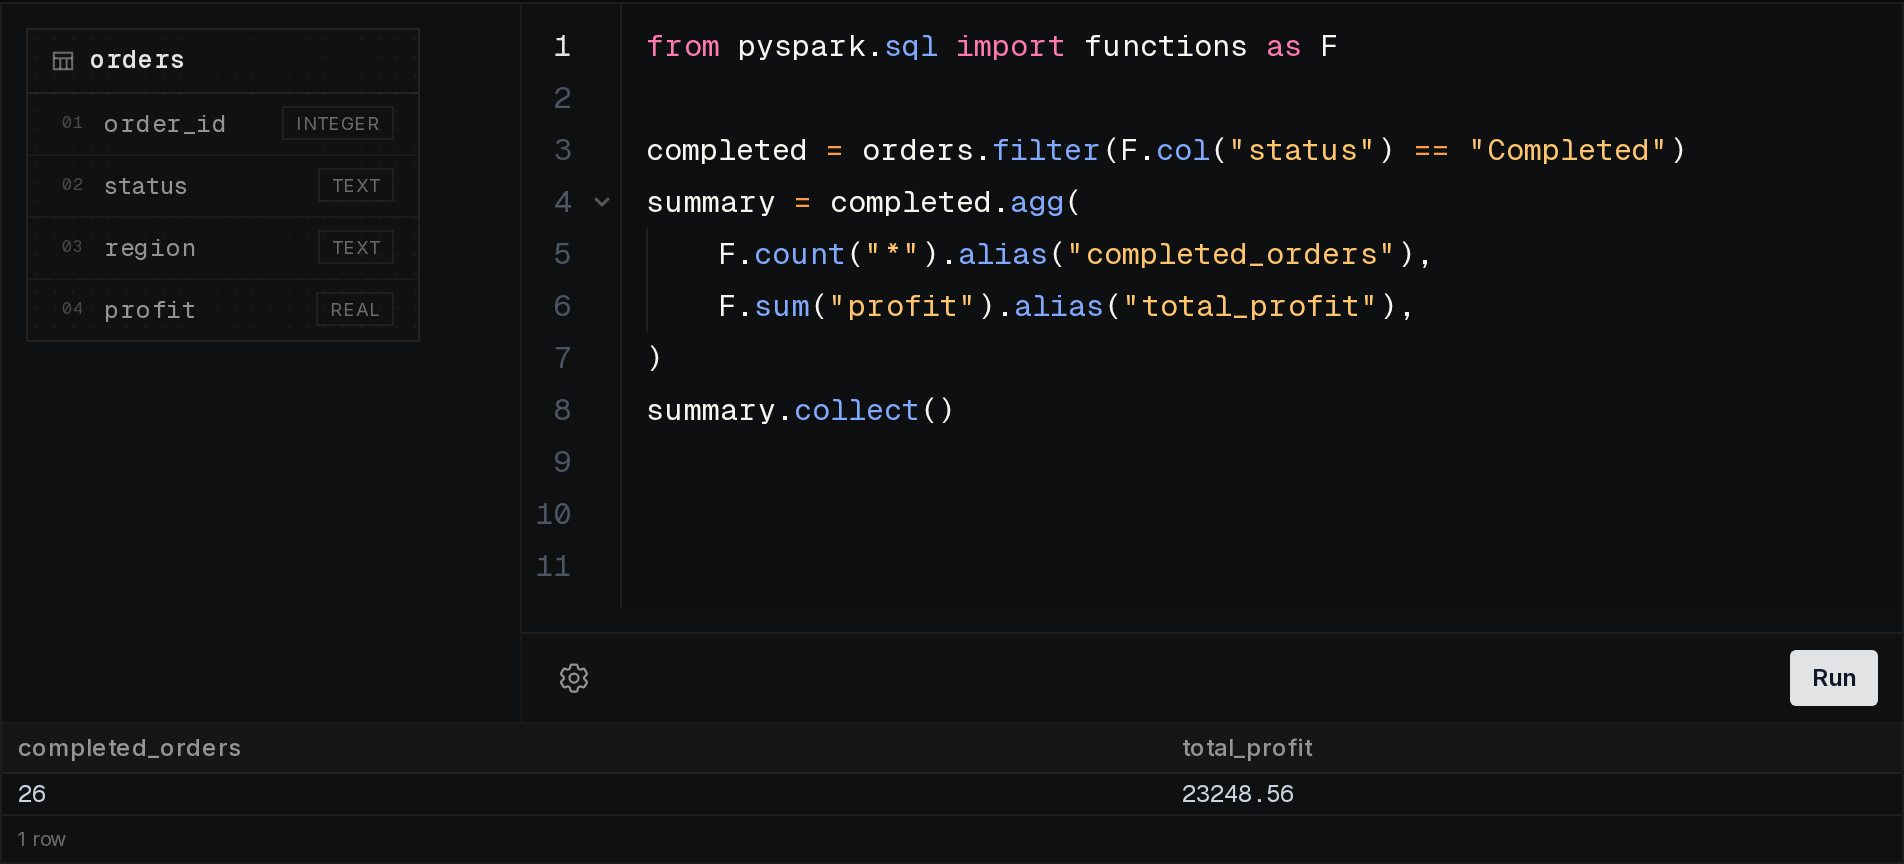 orders
01 order_id INTEGER
02 status TEXT
03 region TEXT
04 profit REAL
1 from pyspark.sql import functions as F
2
3 completed = orders.filter(F.col("status") == "Completed")
4 summary = completed.agg(
5     F.count("*").alias("completed_orders"),
6     F.sum("profit").alias("total_profit"),
7 )
8 summary.collect()
9
10
11
Run
completed_orders total_profit
26 23248.56
1 row